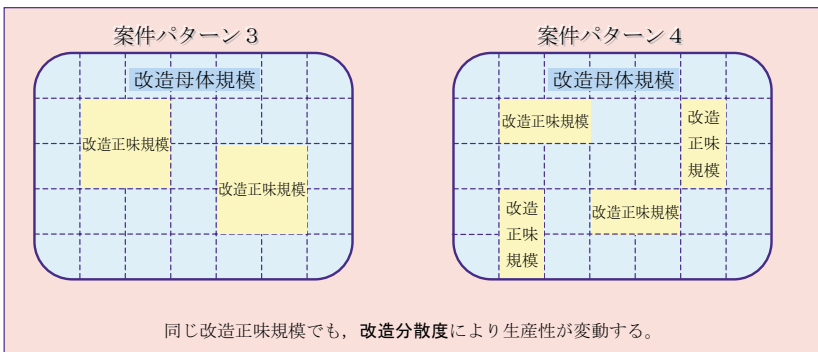 案件パターン3
改造母体規模
改造正味規模
改造正味規模
案件パターン4
改造母体規模
改造正味規模
改造
正味
規模
改造
正味
規模
改造正味規模
同じ改造正味規模でも，改造分散度により生産性が変動する。